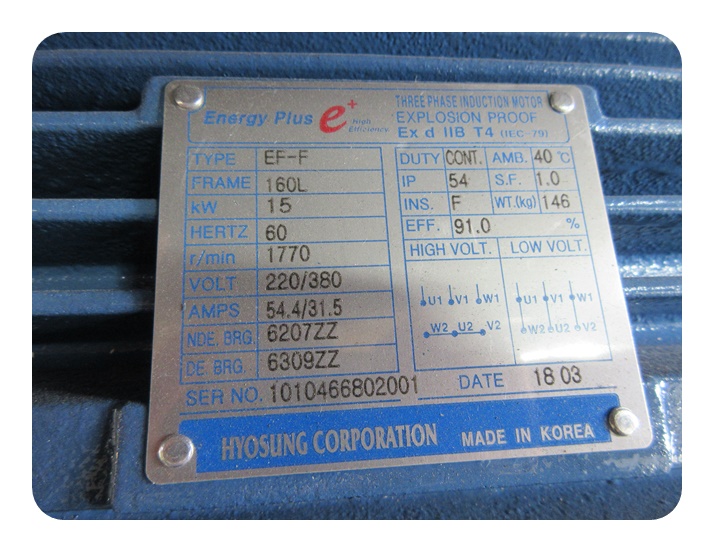 Energy Plus e+ High Efficiency
THREE PHASE INDUCTION MOTOR
EXPLOSION PROOF
Ex d IIB T4 (IEC-79)
TYPE EF-F
FRAME 160L
kW 15
HERTZ 60
r/min 1770
VOLT 220/380
AMPS 54.4/31.5
NDE. BRG. 6207ZZ
DE BRG. 6309ZZ
DUTY CONT. AMB. 40 °C
IP 54 S.F. 1.0
INS. F WT.(kg) 146
EFF. 91.0 %
HIGH VOLT. LOW VOLT.
U1 V1 W1 U1 V1 W1
W2 U2 V2 W2 U2 V2
SER NO. 1010466802001 DATE 18 03
HYOSUNG CORPORATION MADE IN KOREA